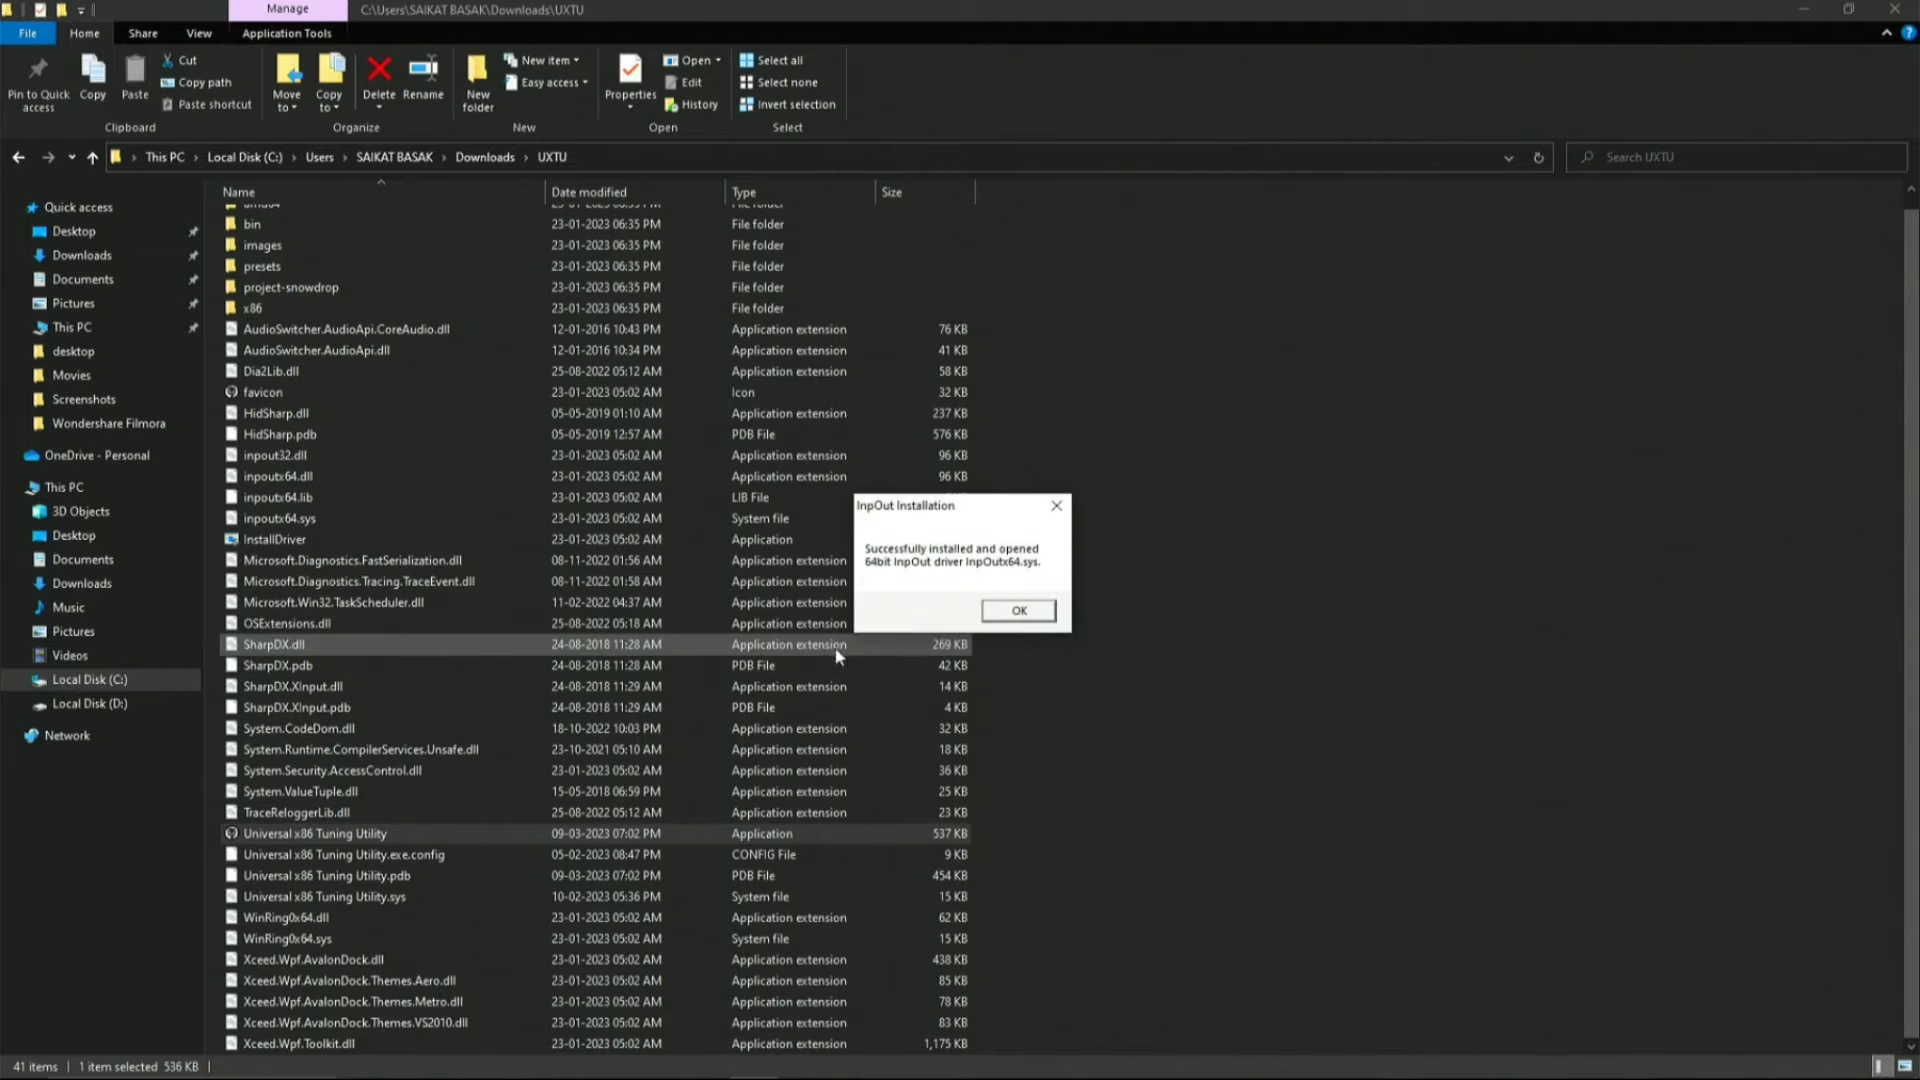 Manage
C:\Users\SAIKAT BASAK\Downloads\UXTU
File
Home
Share
View
Application Tools
Pin to Quick access
Copy
Paste
Cut
Copy path
Paste shortcut
Clipboard
Move to
Copy to
Delete
Rename
Organize
New folder
New item
Easy access
New
Properties
Open
Edit
History
Open
Select all
Select none
Invert selection
Select
This PC > Local Disk (C:) > Users > SAIKAT BASAK > Downloads > UXTU
Search UXTU
Quick access
Desktop
Downloads
Documents
Pictures
This PC
desktop
Movies
Screenshots
Wondershare Filmora
OneDrive - Personal
This PC
3D Objects
Desktop
Documents
Downloads
Music
Pictures
Videos
Local Disk (C:)
Local Disk (D:)
Network
Name Date modified Type Size
bin 23-01-2023 06:35 PM File folder
images 23-01-2023 06:35 PM File folder
presets 23-01-2023 06:35 PM File folder
project-snowdrop 23-01-2023 06:35 PM File folder
x86 23-01-2023 06:35 PM File folder
AudioSwitcher.AudioApi.CoreAudio.dll 12-01-2016 10:43 PM Application extension 76 KB
AudioSwitcher.AudioApi.dll 12-01-2016 10:34 PM Application extension 41 KB
Dia2Lib.dll 25-08-2022 05:12 AM Application extension 58 KB
favicon 23-01-2023 05:02 AM Icon 32 KB
HidSharp.dll 05-05-2019 01:10 AM Application extension 237 KB
HidSharp.pdb 05-05-2019 12:57 AM PDB File 576 KB
inpout32.dll 23-01-2023 05:02 AM Application extension 96 KB
inpoutx64.dll 23-01-2023 05:02 AM Application extension 96 KB
inpoutx64.lib 23-01-2023 05:02 AM LIB File
inpoutx64.sys 23-01-2023 05:02 AM System file
InstallDriver 23-01-2023 05:02 AM Application
Microsoft.Diagnostics.FastSerialization.dll 08-11-2022 01:56 AM Application extension
Microsoft.Diagnostics.Tracing.TraceEvent.dll 08-11-2022 01:58 AM Application extension
Microsoft.Win32.TaskScheduler.dll 11-02-2022 04:37 AM Application extension
OSExtensions.dll 25-08-2022 05:18 AM Application extension
SharpDX.dll 24-08-2018 11:28 AM Application extension 269 KB
SharpDX.pdb 24-08-2018 11:28 AM PDB File 42 KB
SharpDX.XInput.dll 24-08-2018 11:29 AM Application extension 14 KB
SharpDX.XInput.pdb 24-08-2018 11:29 AM PDB File 4 KB
System.CodeDom.dll 18-10-2022 10:03 PM Application extension 32 KB
System.Runtime.CompilerServices.Unsafe.dll 23-10-2021 05:10 AM Application extension 18 KB
System.Security.AccessControl.dll 23-01-2023 05:02 AM Application extension 36 KB
System.ValueTuple.dll 15-05-2018 06:59 PM Application extension 25 KB
TraceReloggerLib.dll 25-08-2022 05:12 AM Application extension 23 KB
Universal x86 Tuning Utility 09-03-2023 07:02 PM Application 537 KB
Universal x86 Tuning Utility.exe.config 05-02-2023 08:47 PM CONFIG File 9 KB
Universal x86 Tuning Utility.pdb 09-03-2023 07:02 PM PDB File 454 KB
Universal x86 Tuning Utility.sys 10-02-2023 05:36 PM System file 15 KB
WinRing0x64.dll 23-01-2023 05:02 AM Application extension 62 KB
WinRing0x64.sys 23-01-2023 05:02 AM System file 15 KB
Xceed.Wpf.AvalonDock.dll 23-01-2023 05:02 AM Application extension 438 KB
Xceed.Wpf.AvalonDock.Themes.Aero.dll 23-01-2023 05:02 AM Application extension 85 KB
Xceed.Wpf.AvalonDock.Themes.Metro.dll 23-01-2023 05:02 AM Application extension 78 KB
Xceed.Wpf.AvalonDock.Themes.VS2010.dll 23-01-2023 05:02 AM Application extension 83 KB
Xceed.Wpf.Toolkit.dll 23-01-2023 05:02 AM Application extension 1,175 KB
InpOut Installation
Successfully installed and opened
64bit InpOut driver InpOutx64.sys.
OK
41 items
1 item selected 536 KB